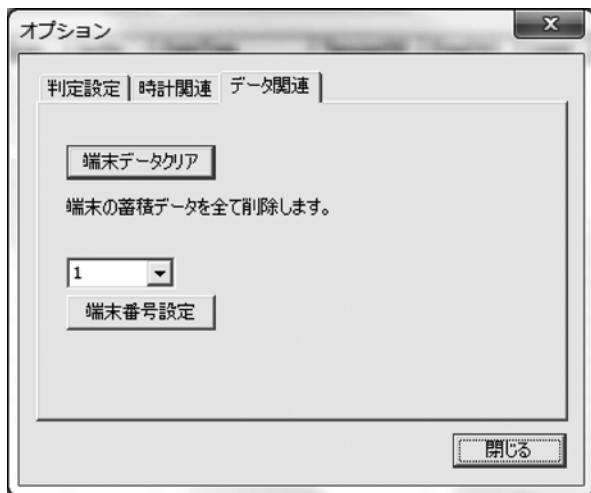 オプション
判定設定 時計関連 データ関連
端末データクリア
端末の蓄積データを全て削除します。
1
端末番号設定
閉じる